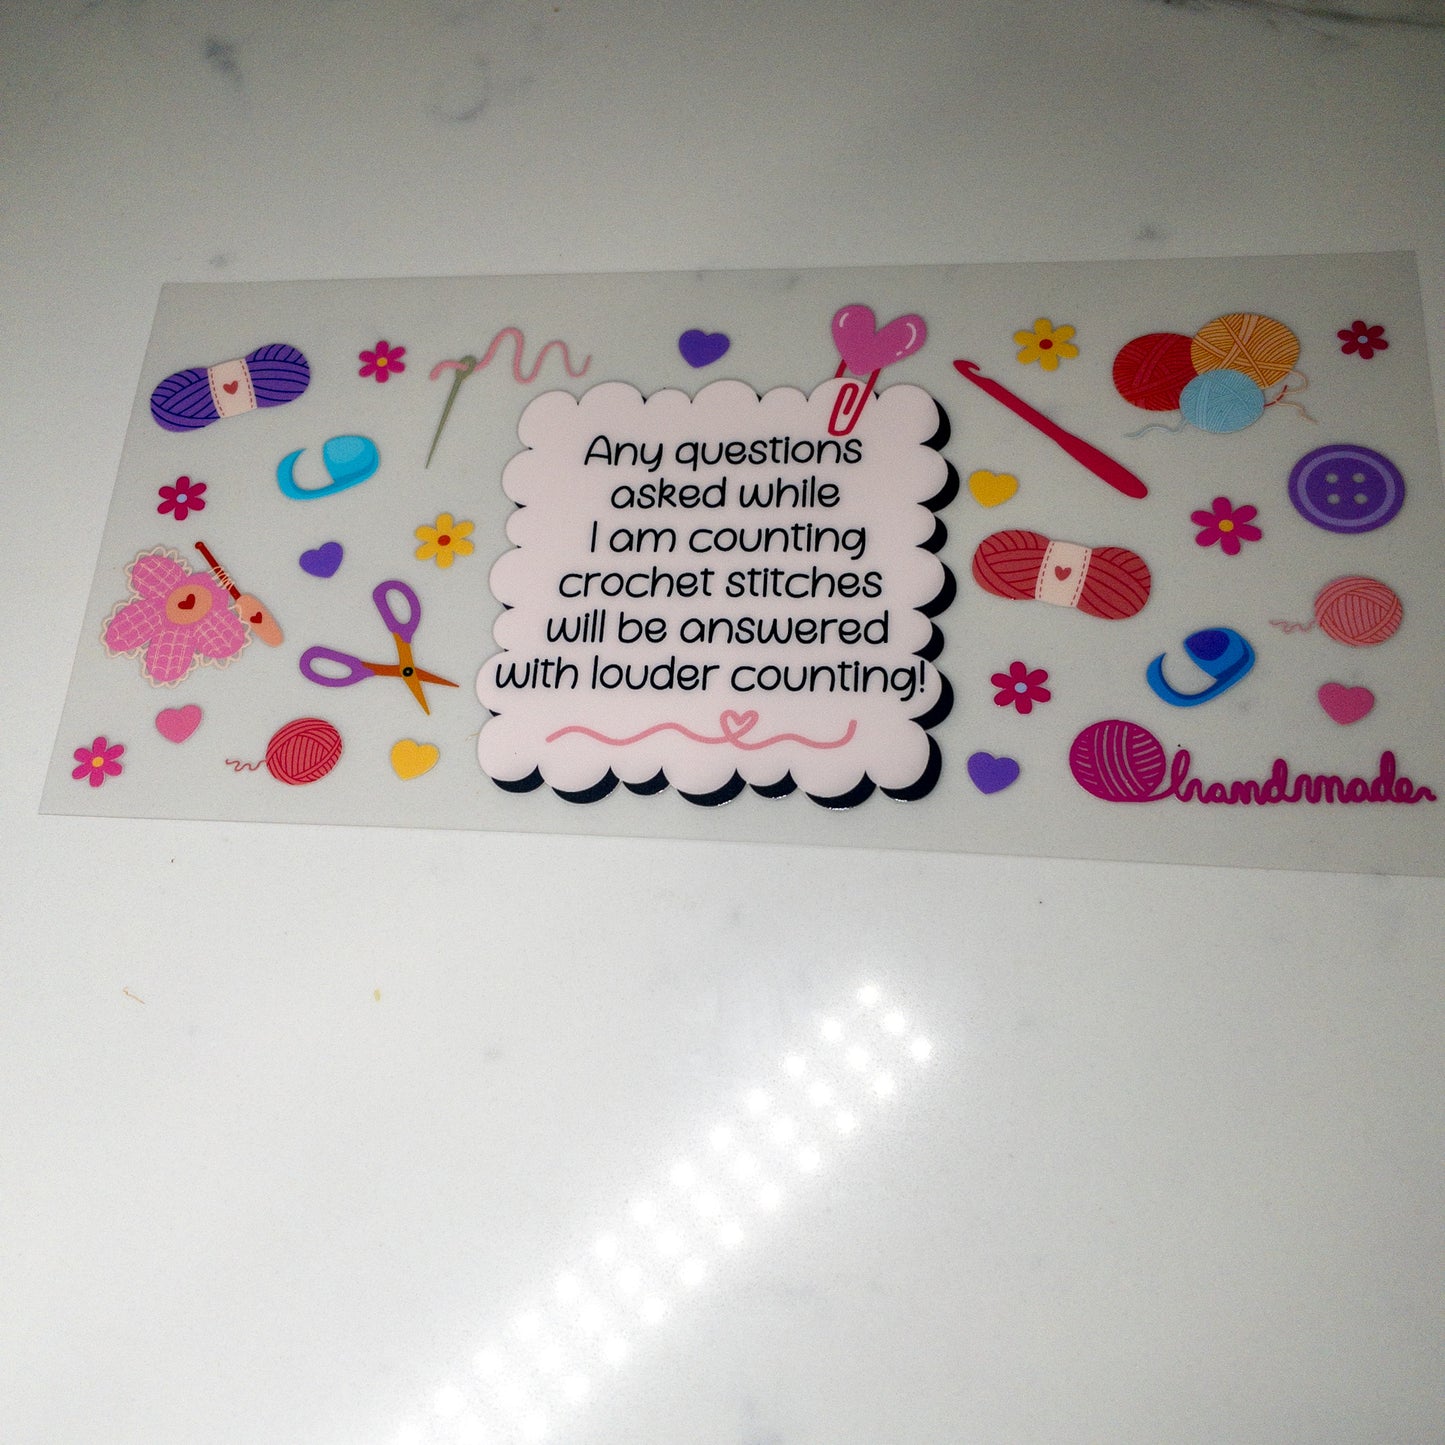 Any questions
asked while
I am counting
crochet stitches
will be answered
with louder counting!
handmade